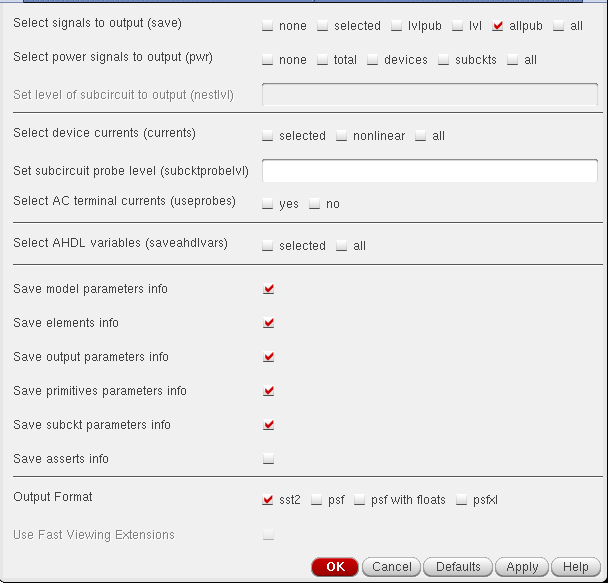 Select signals to output (save) none selected lvlpub lvl allpub all
Select power signals to output (pwr) none total devices subckts all
Set level of subcircuit to output (nestlvl)
Select device currents (currents) selected nonlinear all
Set subcircuit probe level (subcktprobelvl)
Select AC terminal currents (useprobes) yes no
Select AHDL variables (saveahdlvars) selected all
Save model parameters info
Save elements info
Save output parameters info
Save primitives parameters info
Save subckt parameters info
Save asserts info
Output Format sst2 psf psf with floats psfxl
Use Fast Viewing Extensions
OK Cancel Defaults Apply Help